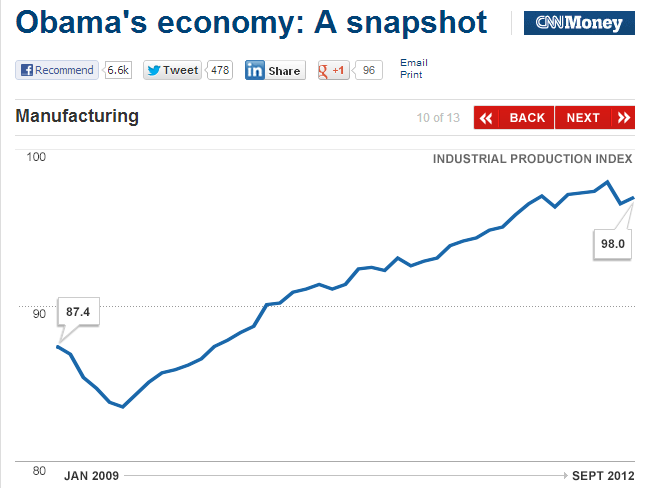 Obama's economy: A snapshot
CNNMoney
Recommend 6.6k Tweet 478 in Share g +1 96 Email
Print
Manufacturing 10 of 13 BACK NEXT
100
INDUSTRIAL PRODUCTION INDEX
98.0
90
87.4
80
JAN 2009 SEPT 2012